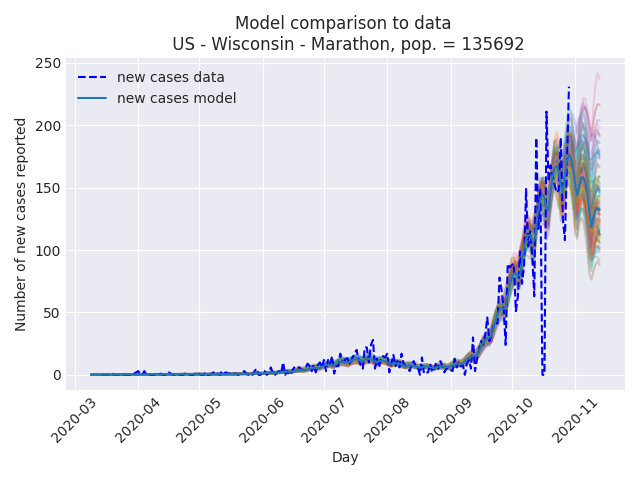 Model comparison to data
US - Wisconsin - Marathon, pop. = 135692
new cases data
new cases model
Number of new cases reported
250
200
150
100
50
0
2020-03
2020-04
2020-05
2020-06
2020-07
2020-08
2020-09
2020-10
2020-11
Day